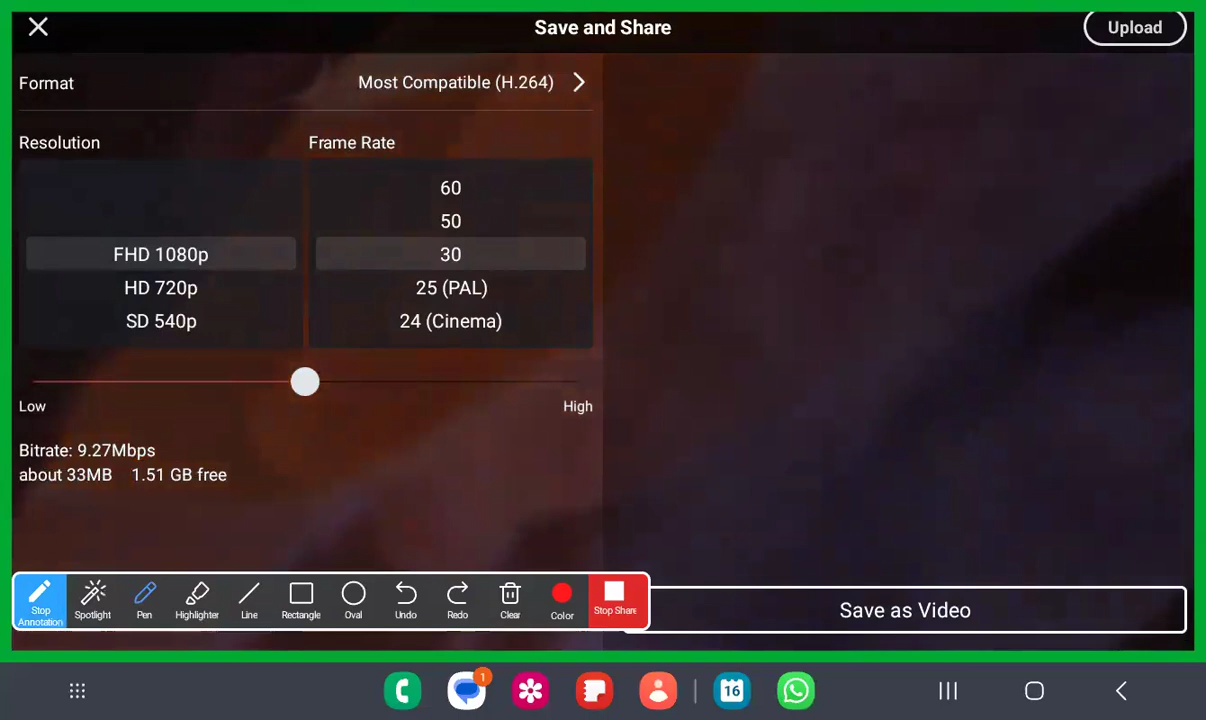 Save and Share
Upload
Format
Most Compatible (H.264)
Resolution
Frame Rate
FHD 1080p
HD 720p
SD 540p
60
50
30
25 (PAL)
24 (Cinema)
Low
High
Bitrate: 9.27Mbps
about 33MB 1.51 GB free
Stop Annotation
Spotlight
Pen
Highlighter
Line
Rectangle
Oval
Undo
Redo
Clear
Color
Stop Share
Save as Video
1
16